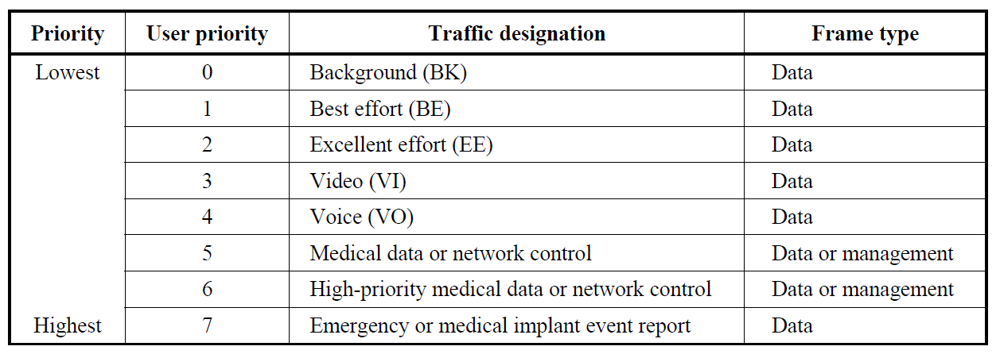 Priority User priority Traffic designation Frame type
Lowest 0 Background (BK) Data
1 Best effort (BE) Data
2 Excellent effort (EE) Data
3 Video (VI) Data
4 Voice (VO) Data
5 Medical data or network control Data or management
6 High-priority medical data or network control Data or management
Highest 7 Emergency or medical implant event report Data